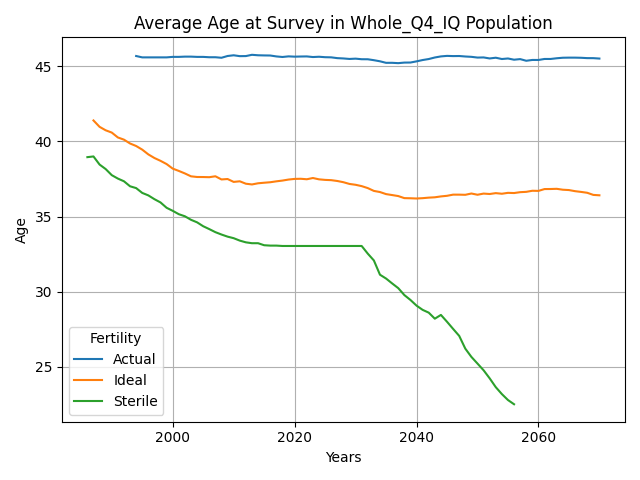 Average Age at Survey in Whole_Q4_IQ Population
Age
45
40
35
30
25
Fertility
Actual
Ideal
Sterile
2000 2020 2040 2060
Years